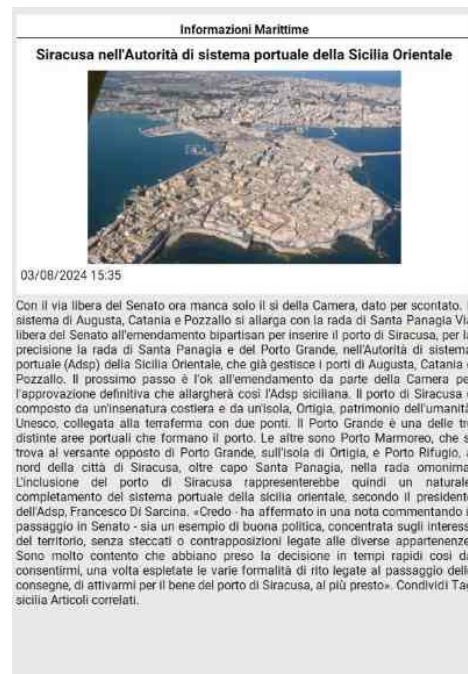 Informazioni Marittime
Siracusa nell'Autorità di sistema portuale della Sicilia Orientale
03/08/2024 15:35
Con il via libera del Senato ora manca solo il sì della Camera, dato per scontato. I
sistema di Augusta, Catania e Pozzallo si allarga con la rada di Santa Panagia Via
libera del Senato all'emendamento bipartisan per inserire il porto di Siracusa, per la
precisione la rada di Santa Panagia e del Porto Grande, nell'Autorità di sistema
portuale (Adsp) della Sicilia Orientale, che già gestisce i porti di Augusta, Catania
Pozzallo. Il prossimo passo è l'ok all'emendamento da parte della Camera pe
l'approvazione definitiva che allargherà così l'Adsp siciliana. Il porto di Siracusa
composto da un'insenatura costiera e da un'isola, Ortigia, patrimonio dell'umanità
Unesco, collegata alla terraferma con due ponti. Il Porto Grande è una delle tre
distinte aree portuali che formano il porto. Le altre sono Porto Marmoreo, che s
trova al versante opposto di Porto Grande, sull'isola di Ortigia, e Porto Rifugio, a
nord della città di Siracusa, oltre capo Santa Panagia, nella rada omonima
L'inclusione del porto di Siracusa rappresenterebbe quindi un naturale
completamento del sistema portuale della sicilia orientale, secondo il president
dell'Adsp, Francesco Di Sarcina. «Credo - ha affermato in una nota commentando i
passaggio in Senato - sia un esempio di buona politica, concentrata sugli interess
del territorio, senza steccati o contrapposizioni legate alle diverse appartenenze
Sono molto contento che abbiano preso la decisione in tempi rapidi così da
consentirmi, una volta espletate le varie formalità di rito legate al passaggio delle
consegne, di attivarmi per il bene del porto di Siracusa, al più presto». Condividi Tag
sicilia Articoli correlati.